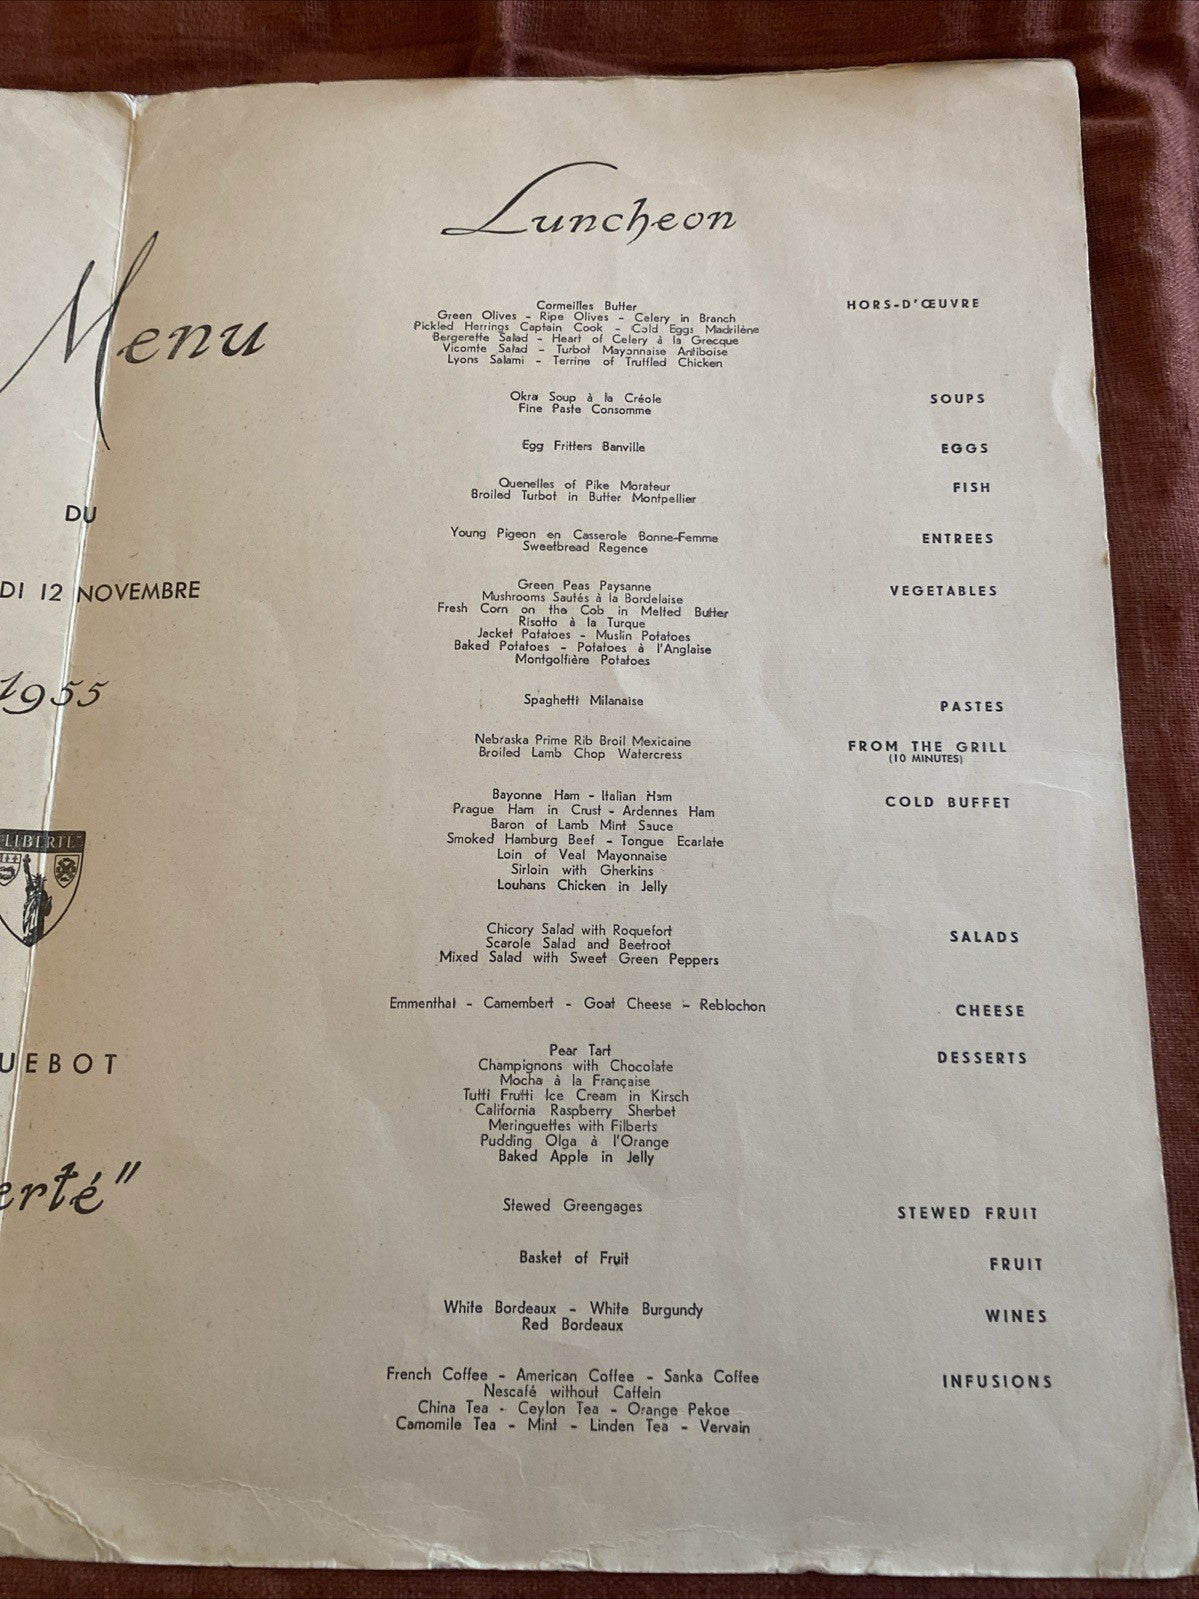 Menu
DU
DI 12 NOVEMBRE
1955
LIBERTE
UEBOT
erté"
Luncheon
HORS-D'ŒUVRE
Cormeilles Butter
Green Olives - Ripe Olives - Celery in Branch
Pickled Herrings Captain Cook - Cold Eggs Madrilène
Bergerette Salad - Heart of Celery à la Grecque
Vicomte Salad - Turbot Mayonnaise Antiboise
Lyons Salami - Terrine of Truffled Chicken
SOUPS
Okra Soup à la Créole
Fine Paste Consomme
EGGS
Egg Fritters Banville
FISH
Quenelles of Pike Morateur
Broiled Turbot in Butter Montpellier
ENTREES
Young Pigeon en Casserole Bonne-Femme
Sweetbread Regence
VEGETABLES
Green Peas Paysanne
Mushrooms Sautés à la Bordelaise
Fresh Corn on the Cob in Melted Butter
Risotto à la Turque
Jacket Potatoes - Muslin Potatoes
Baked Potatoes - Potatoes à l'Anglaise
Montgolfière Potatoes
PASTES
Spaghetti Milanaise
FROM THE GRILL
(10 MINUTES)
Nebraska Prime Rib Broil Mexicaine
Broiled Lamb Chop Watercress
COLD BUFFET
Bayonne Ham - Italian Ham
Prague Ham in Crust - Ardennes Ham
Baron of Lamb Mint Sauce
Smoked Hamburg Beef - Tongue Ecarlate
Loin of Veal Mayonnaise
Sirloin with Gherkins
Louhans Chicken in Jelly
SALADS
Chicory Salad with Roquefort
Scarole Salad and Beetroot
Mixed Salad with Sweet Green Peppers
CHEESE
Emmenthal - Camembert - Goat Cheese - Reblochon
DESSERTS
Pear Tart
Champignons with Chocolate
Mocha à la Française
Tutti Frutti Ice Cream in Kirsch
California Raspberry Sherbet
Meringuettes with Filberts
Pudding Olga à l'Orange
Baked Apple in Jelly
STEWED FRUIT
Stewed Greengages
FRUIT
Basket of Fruit
WINES
White Bordeaux - White Burgundy
Red Bordeaux
INFUSIONS
French Coffee - American Coffee - Sanka Coffee
Nescafé without Caffein
China Tea - Ceylon Tea - Orange Pekoe
Camomile Tea - Mint - Linden Tea - Vervain